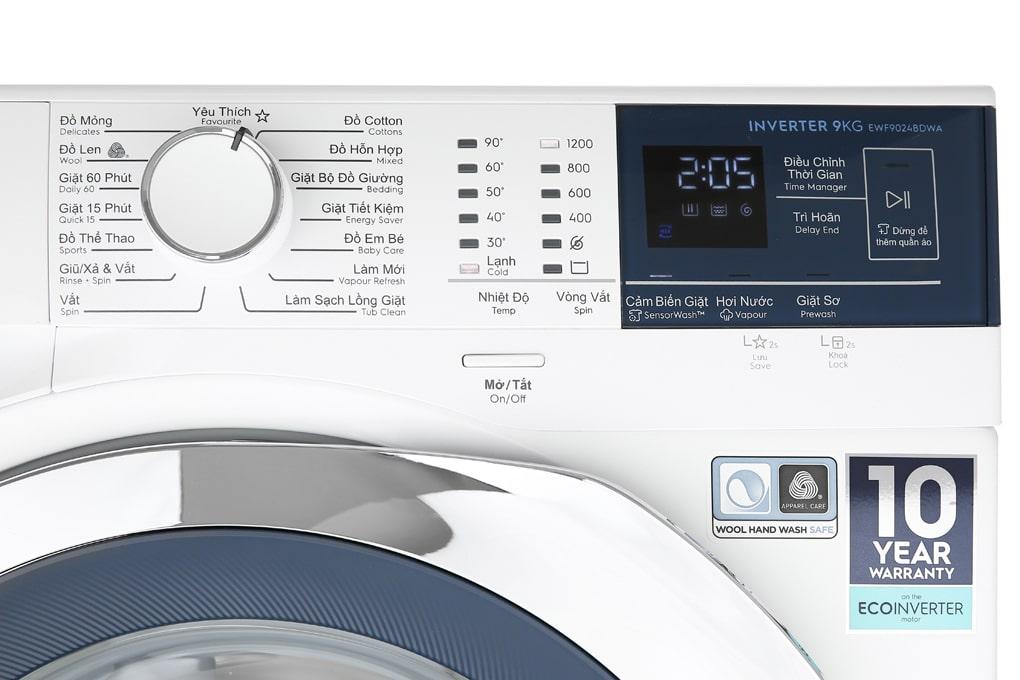 Yêu Thích
Favourite
Đồ Mỏng
Delicates
Đồ Len
Wool
Giặt 60 Phút
Daily 60
Giặt 15 Phút
Quick 15
Đồ Thể Thao
Sports
Giũ/Xả & Vắt
Rinse + Spin
Vắt
Spin
Đồ Cotton
Cottons
Đồ Hỗn Hợp
Mixed
Giặt Bộ Đồ Giường
Bedding
Giặt Tiết Kiệm
Energy Saver
Đồ Em Bé
Baby Care
Làm Mới
Vapour Refresh
Làm Sạch Lồng Giặt
Tub Clean
90°
60°
50°
40°
30°
Lạnh
Cold
Nhiệt Độ
Temp
1200
800
600
400
Vòng Vắt
Spin
INVERTER 9KG EWF9024BDWA
2:05
Điều Chỉnh
Thời Gian
Time Manager
Trì Hoãn
Delay End
Dừng để
thêm quần áo
Cảm Biến Giặt
SensorWash™
Hơi Nước
Vapour
Giặt Sơ
Prewash
2s
Lưu
Save
2s
Khoá
Lock
Mở/Tắt
On/Off
APPAREL CARE
WOOL HAND WASH SAFE
10
YEAR
WARRANTY
on the
ECOINVERTER
motor